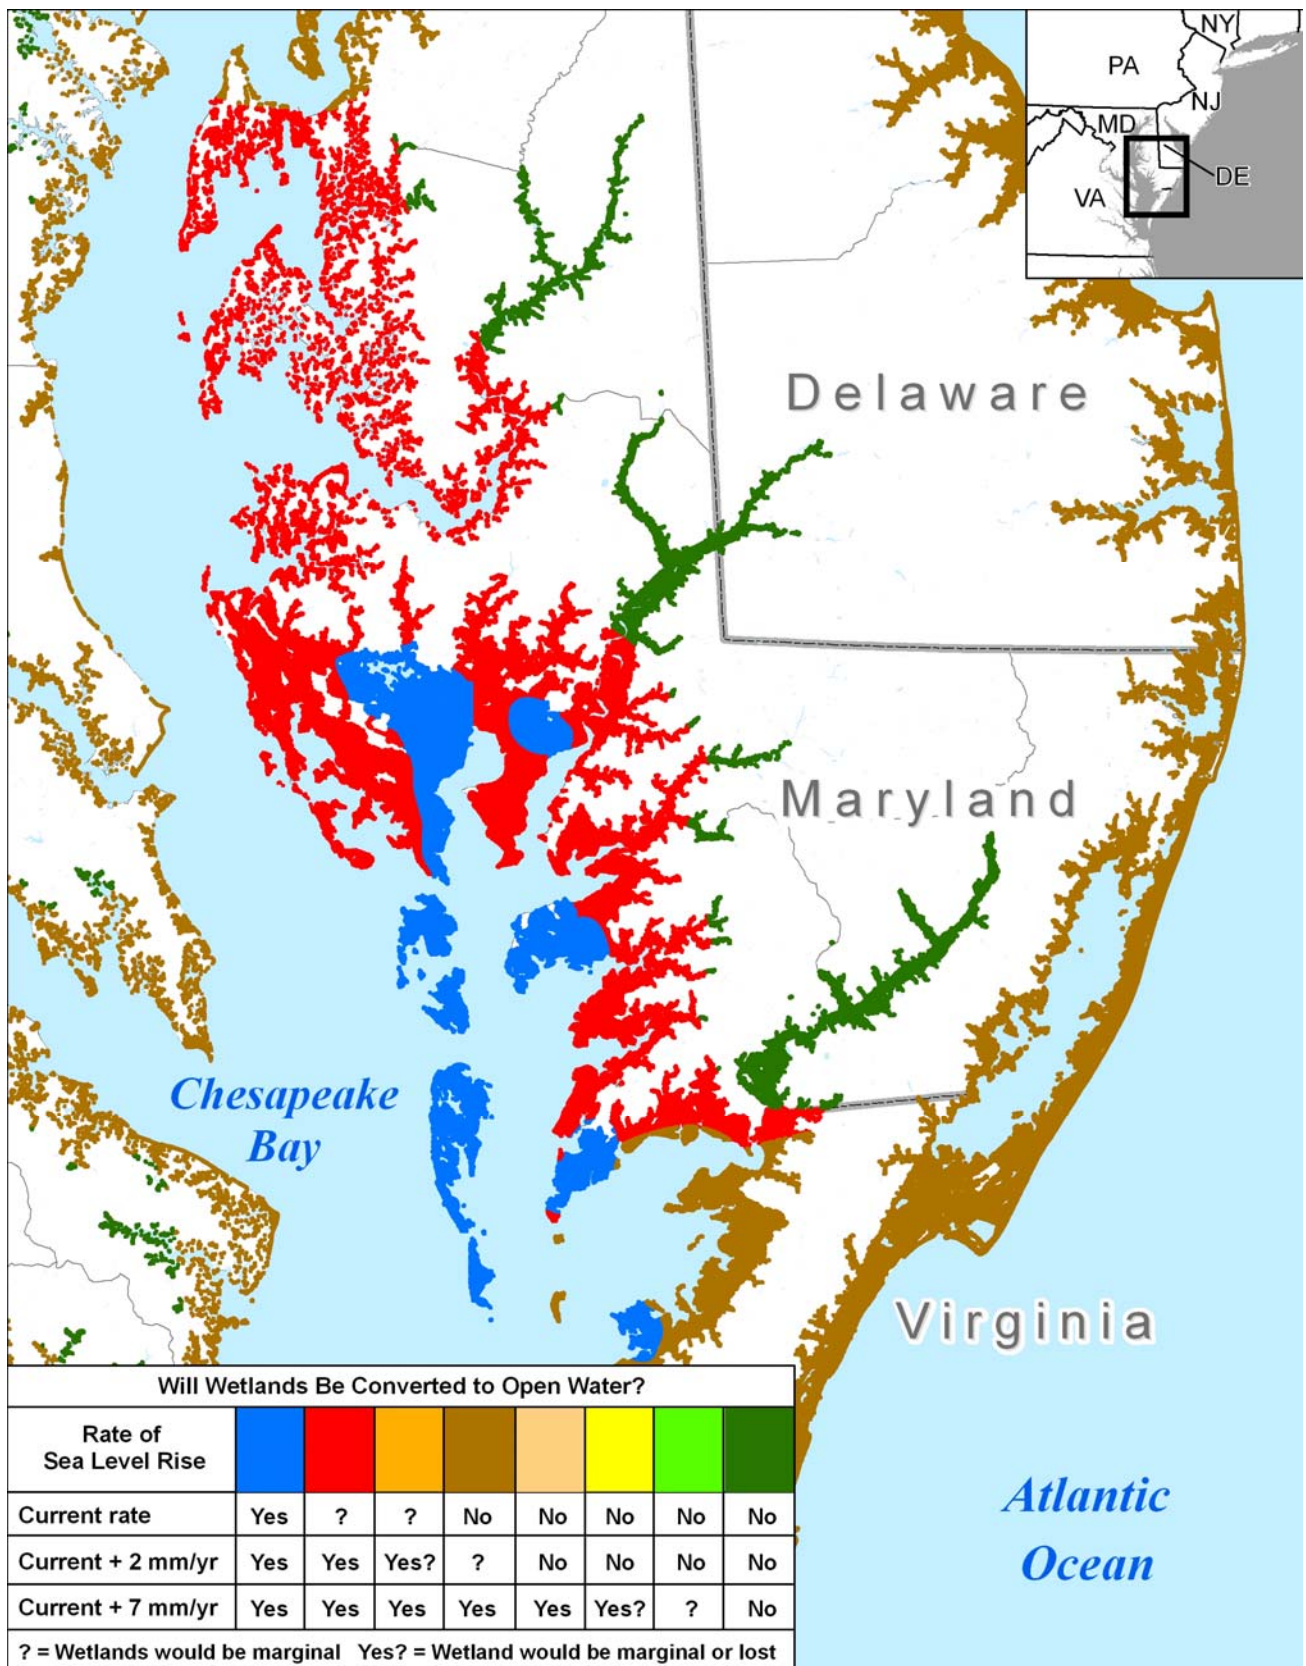 NY
PA
NJ
MD
DE
VA
Delaware
Maryland
Chesapeake
Bay
Virginia
Atlantic
Ocean
Will Wetlands Be Converted to Open Water?
Rate of
Sea Level Rise
Current rate Yes ? ? No No No No No
Current + 2 mm/yr Yes Yes Yes? ? No No No No
Current + 7 mm/yr Yes Yes Yes Yes Yes Yes? ? No
? = Wetlands would be marginal Yes? = Wetland would be marginal or lost